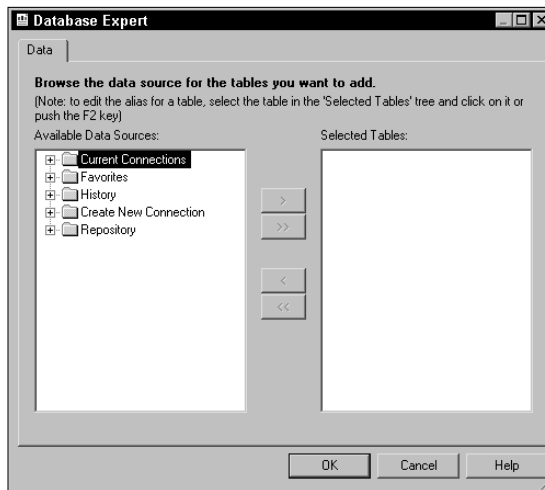 Database Expert
Data
Browse the data source for the tables you want to add.
(Note: to edit the alias for a table, select the table in the 'Selected Tables' tree and click on it or
push the F2 key)
Available Data Sources:
Selected Tables:
Current Connections
Favorites
History
Create New Connection
Repository
>
>>
<
<<
OK
Cancel
Help